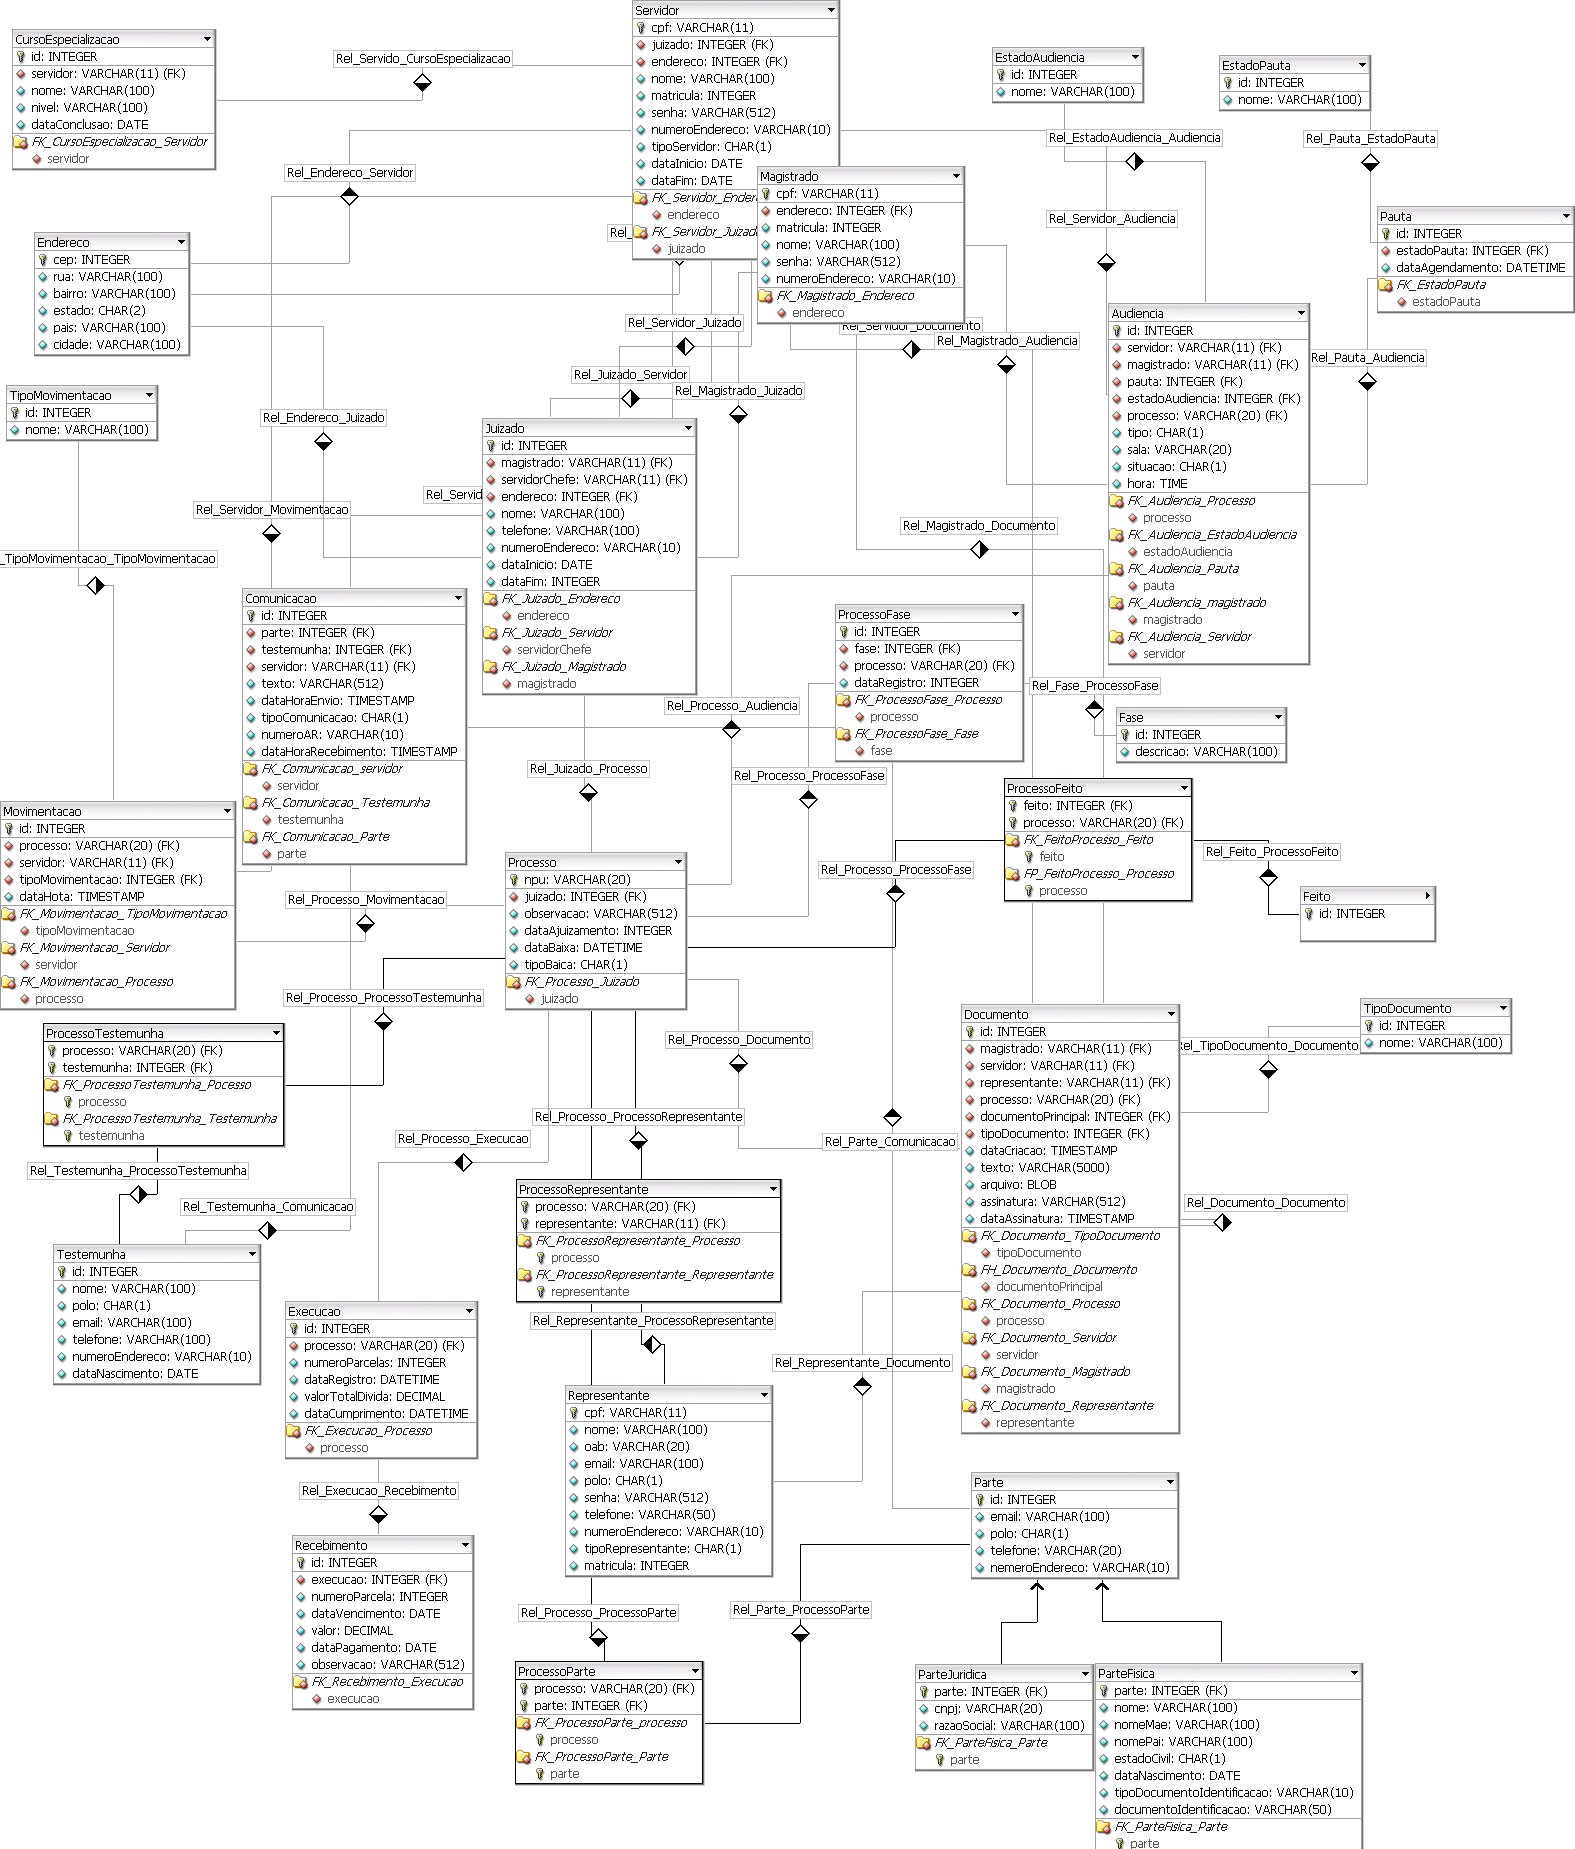 Servidor
cpf: VARCHAR(11)
juizado: INTEGER (FK)
endereco: INTEGER (FK)
nome: VARCHAR(100)
matricula: INTEGER
senha: VARCHAR(512)
numeroEndereco: VARCHAR(10)
tipoServidor: CHAR(1)
dataInicio: DATE
dataFim: DATE
FK_Servidor_Ender
endereco
FK_Servidor_Juizad
juizado
CursoEspecializacao
id: INTEGER
servidor: VARCHAR(11) (FK)
nome: VARCHAR(100)
nivel: VARCHAR(100)
dataConclusao: DATE
FK_CursoEspecializacao_Servidor
servidor
Rel_Servido_CursoEspecializacao
EstadoAudiencia
id: INTEGER
nome: VARCHAR(100)
EstadoPauta
id: INTEGER
nome: VARCHAR(100)
Rel_EstadoAudiencia_Audiencia
Rel_Pauta_EstadoPauta
Rel_Endereco_Servidor
Magistrado
cpf: VARCHAR(11)
endereco: INTEGER (FK)
matricula: INTEGER
nome: VARCHAR(100)
senha: VARCHAR(512)
numeroEndereco: VARCHAR(10)
FK_Magistrado_Endereco
endereco
Rel_Servidor_Audiencia
Pauta
id: INTEGER
estadoPauta: INTEGER (FK)
dataAgendamento: DATETIME
FK_EstadoPauta
estadoPauta
Rel_
Endereco
cep: INTEGER
rua: VARCHAR(100)
bairro: VARCHAR(100)
estado: CHAR(2)
pais: VARCHAR(100)
cidade: VARCHAR(100)
Audiencia
id: INTEGER
servidor: VARCHAR(11) (FK)
magistrado: VARCHAR(11) (FK)
pauta: INTEGER (FK)
estadoAudiencia: INTEGER (FK)
processo: VARCHAR(20) (FK)
tipo: CHAR(1)
sala: VARCHAR(20)
situacao: CHAR(1)
hora: TIME
FK_Audiencia_Processo
processo
FK_Audiencia_EstadoAudiencia
estadoAudiencia
FK_Audiencia_Pauta
pauta
FK_Audiencia_magistrado
magistrado
FK_Audiencia_Servidor
servidor
Rel_Servidor_Juizado
Rel_Servidor_Documento
Rel_Magistrado_Audiencia
Rel_Pauta_Audiencia
Rel_Juizado_Servidor
Rel_Magistrado_Juizado
TipoMovimentacao
id: INTEGER
nome: VARCHAR(100)
Rel_Endereco_Juizado
Juizado
id: INTEGER
magistrado: VARCHAR(11) (FK)
servidorChefe: VARCHAR(11) (FK)
endereco: INTEGER (FK)
nome: VARCHAR(100)
telefone: VARCHAR(100)
numeroEndereco: VARCHAR(10)
dataInicio: DATE
dataFim: INTEGER
FK_Juizado_Endereco
endereco
FK_Juizado_Servidor
servidorChefe
FK_Juizado_Magistrado
magistrado
Rel_Servid
Rel_Servidor_Movimentacao
Rel_Magistrado_Documento
_TipoMovimentacao_TipoMovimentacao
Comunicacao
id: INTEGER
parte: INTEGER (FK)
testemunha: INTEGER (FK)
servidor: VARCHAR(11) (FK)
texto: VARCHAR(512)
dataHoraEnvio: TIMESTAMP
tipoComunicacao: CHAR(1)
numeroAR: VARCHAR(10)
dataHoraRecebimento: TIMESTAMP
FK_Comunicacao_servidor
servidor
FK_Comunicacao_Testemunha
testemunha
FK_Comunicacao_Parte
parte
ProcessoFase
id: INTEGER
fase: INTEGER (FK)
processo: VARCHAR(20) (FK)
dataRegistro: INTEGER
FK_ProcessoFase_Processo
processo
FK_ProcessoFase_Fase
fase
Rel_Fase_ProcessoFase
Rel_Processo_Audiencia
Fase
id: INTEGER
descricao: VARCHAR(100)
Rel_Juizado_Processo
Rel_Processo_ProcessoFase
ProcessoFeito
feito: INTEGER (FK)
processo: VARCHAR(20) (FK)
FK_FeitoProcesso_Feito
feito
FP_FeitoProcesso_Processo
processo
Movimentacao
id: INTEGER
processo: VARCHAR(20) (FK)
servidor: VARCHAR(11) (FK)
tipoMovimentacao: INTEGER (FK)
dataHota: TIMESTAMP
FK_Movimentacao_TipoMovimentacao
tipoMovimentacao
FK_Movimentacao_Servidor
servidor
FK_Movimentacao_Processo
processo
Processo
npu: VARCHAR(20)
juizado: INTEGER (FK)
observacao: VARCHAR(512)
dataAjuizamento: INTEGER
dataBaixa: DATETIME
tipoBaica: CHAR(1)
FK_Processo_Juizado
juizado
Rel_Processo_ProcessoFase
Rel_Feito_ProcessoFeito
Feito
id: INTEGER
Rel_Processo_Movimentacao
Rel_Processo_ProcessoTestemunha
ProcessoTestemunha
processo: VARCHAR(20) (FK)
testemunha: INTEGER (FK)
FK_ProcessoTestemunha_Pocesso
processo
FK_ProcessoTestemunha_Testemunha
testemunha
Rel_Processo_Documento
Documento
id: INTEGER
magistrado: VARCHAR(11) (FK)
servidor: VARCHAR(11) (FK)
representante: VARCHAR(11) (FK)
processo: VARCHAR(20) (FK)
documentoPrincipal: INTEGER (FK)
tipoDocumento: INTEGER (FK)
dataCriacao: TIMESTAMP
texto: VARCHAR(5000)
arquivo: BLOB
assinatura: VARCHAR(512)
dataAssinatura: TIMESTAMP
FK_Documento_TipoDocumento
tipoDocumento
FH_Documento_Documento
documentoPrincipal
FK_Documento_Processo
processo
FK_Documento_Servidor
servidor
FK_Documento_Magistrado
magistrado
FK_Documento_Representante
representante
TipoDocumento
id: INTEGER
nome: VARCHAR(100)
Rel_TipoDocumento_Documento
Rel_Processo_ProcessoRepresentante
Rel_Processo_Execucao
Rel_Parte_Comunicacao
Rel_Testemunha_ProcessoTestemunha
Rel_Testemunha_Comunicacao
Rel_Documento_Documento
ProcessoRepresentante
processo: VARCHAR(20) (FK)
representante: VARCHAR(11) (FK)
FK_ProcessoRepresentante_Processo
processo
FK_ProcessoRepresentante_Representante
representante
Testemunha
id: INTEGER
nome: VARCHAR(100)
polo: CHAR(1)
email: VARCHAR(100)
telefone: VARCHAR(100)
numeroEndereco: VARCHAR(10)
dataNascimento: DATE
Execucao
id: INTEGER
processo: VARCHAR(20) (FK)
numeroParcelas: INTEGER
dataRegistro: DATETIME
valorTotalDivida: DECIMAL
dataCumprimento: DATETIME
FK_Execucao_Processo
processo
Rel_Representante_ProcessoRepresentante
Rel_Representante_Documento
Representante
cpf: VARCHAR(11)
nome: VARCHAR(100)
oab: VARCHAR(20)
email: VARCHAR(100)
polo: CHAR(1)
senha: VARCHAR(512)
telefone: VARCHAR(50)
numeroEndereco: VARCHAR(10)
tipoRepresentante: CHAR(1)
matricula: INTEGER
Rel_Execucao_Recebimento
Parte
id: INTEGER
email: VARCHAR(100)
polo: CHAR(1)
telefone: VARCHAR(20)
nemeroEndereco: VARCHAR(10)
Recebimento
id: INTEGER
execucao: INTEGER (FK)
numeroParcela: INTEGER
dataVencimento: DATE
valor: DECIMAL
dataPagamento: DATE
observacao: VARCHAR(512)
FK_Recebimento_Execucao
execucao
Rel_Processo_ProcessoParte
Rel_Parte_ProcessoParte
ProcessoParte
processo: VARCHAR(20) (FK)
parte: INTEGER (FK)
FK_ProcessoParte_processo
processo
FK_ProcessoParte_Parte
parte
ParteJuridica
parte: INTEGER (FK)
cnpj: VARCHAR(20)
razaoSocial: VARCHAR(100)
FK_ParteFisica_Parte
parte
ParteFisica
parte: INTEGER (FK)
nome: VARCHAR(100)
nomeMae: VARCHAR(100)
nomePai: VARCHAR(100)
estadoCivil: CHAR(1)
dataNascimento: DATE
tipoDocumentoIdentificacao: VARCHAR(10)
documentoIdentificacao: VARCHAR(50)
FK_ParteFisica_Parte
parte